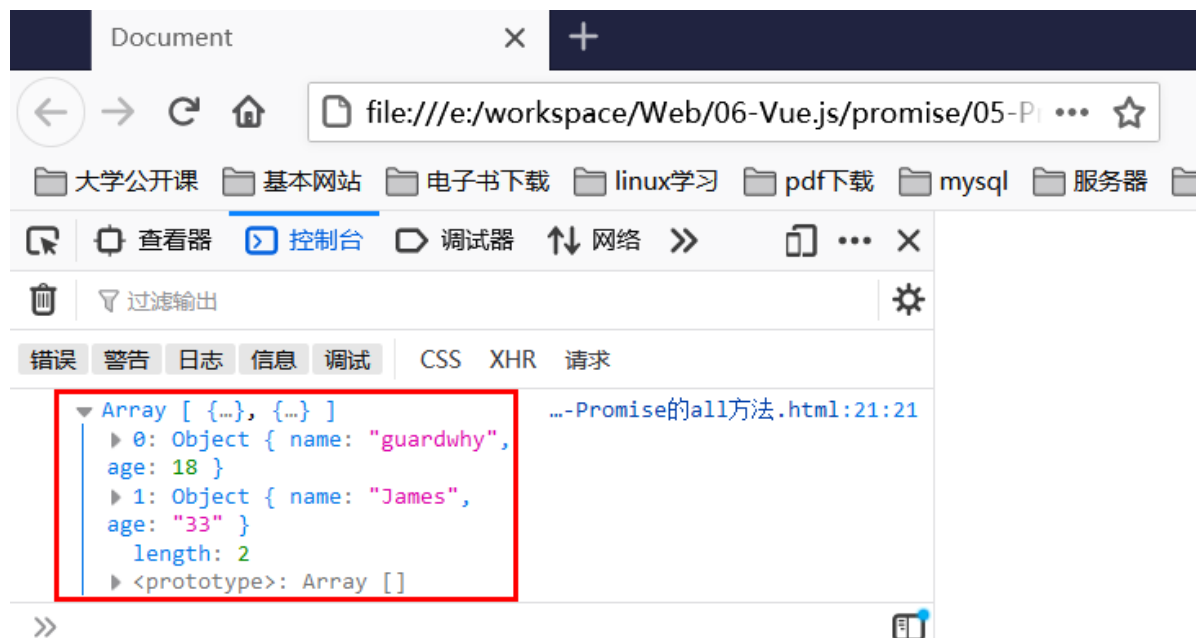 Document
file:///e:/workspace/Web/06-Vue.js/promise/05-P
大学公开课 基本网站 电子书下载 linux学习 pdf下载 mysql 服务器
查看器 控制台 调试器 网络
过滤输出
错误 警告 日志 信息 调试 CSS XHR 请求
Array [ {…}, {…} ] …-Promise的all方法.html:21:21
0: Object { name: "guardwhy",
age: 18 }
1: Object { name: "James",
age: "33" }
length: 2
<prototype>: Array []